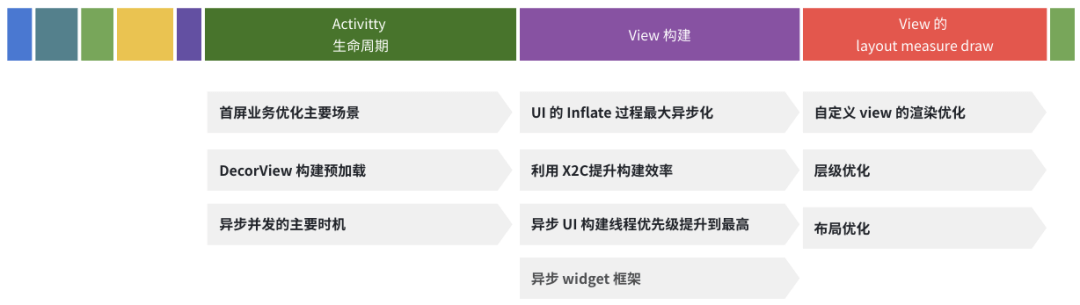 Activitty
生命周期
View 构建
View 的
layout measure draw
首屏业务优化主要场景
DecorView 构建预加载
异步并发的主要时机
UI 的 Inflate 过程最大异步化
利用 X2C提升构建效率
异步 UI 构建线程优先级提升到最高
异步 widget 框架
自定义 view 的渲染优化
层级优化
布局优化